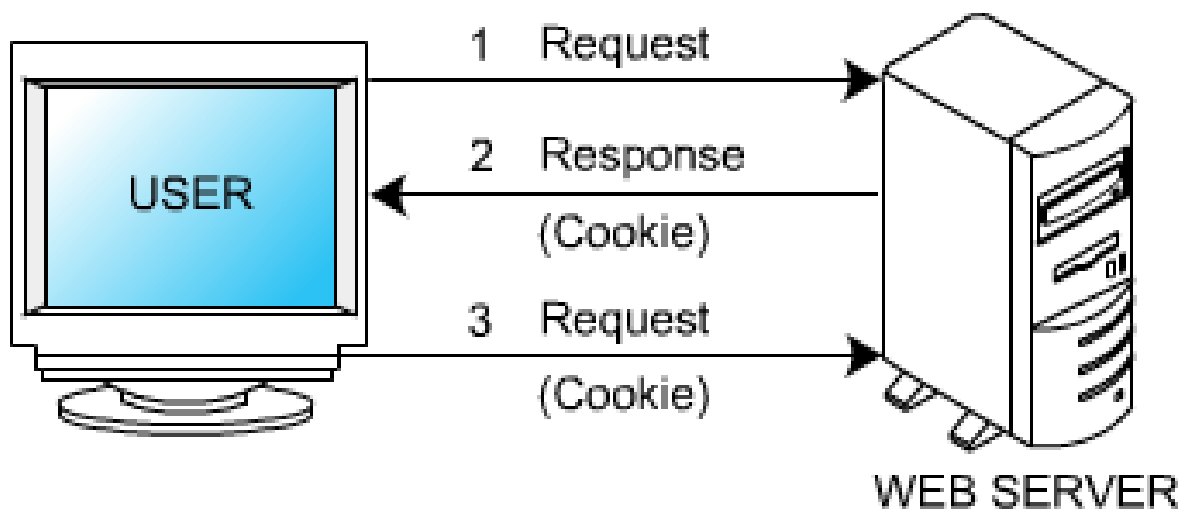 1 Request
2 Response
(Cookie)
USER
3 Request
(Cookie)
WEB SERVER